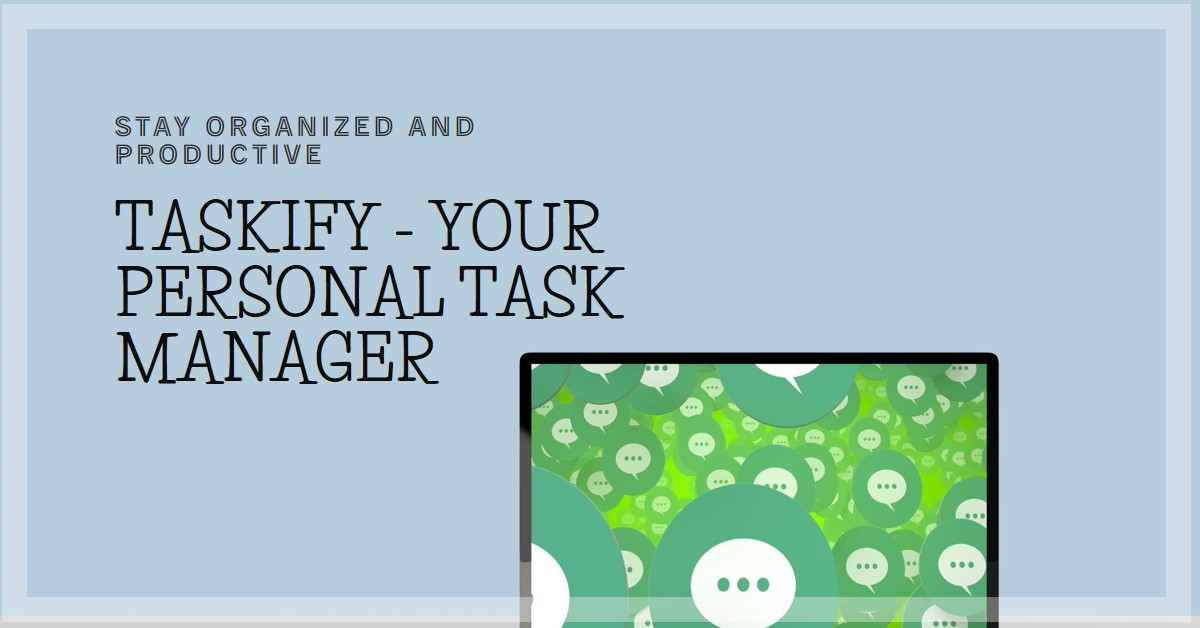 STAY ORGANIZED AND
PRODUCTIVE
TASKIFY - YOUR
PERSONAL TASK
MANAGER